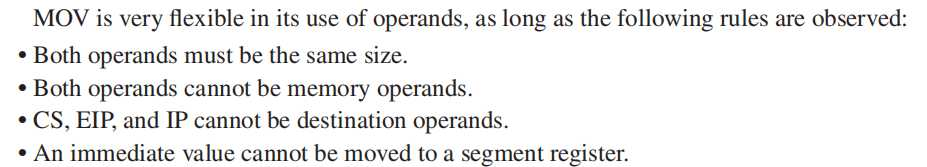 MOV is very flexible in its use of operands, as long as the following rules are observed:
• Both operands must be the same size.
• Both operands cannot be memory operands.
• CS, EIP, and IP cannot be destination operands.
• An immediate value cannot be moved to a segment register.